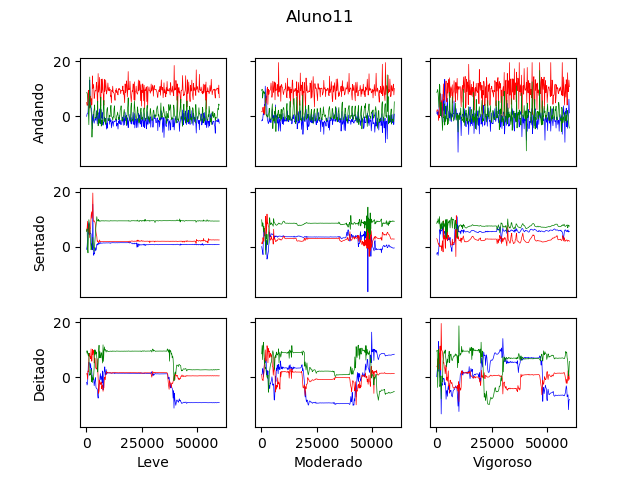 Aluno11
20
0
Andando
20
0
Sentado
20
0
Deitado
0 25000 50000
0 25000 50000
0 25000 50000
Leve
Moderado
Vigoroso